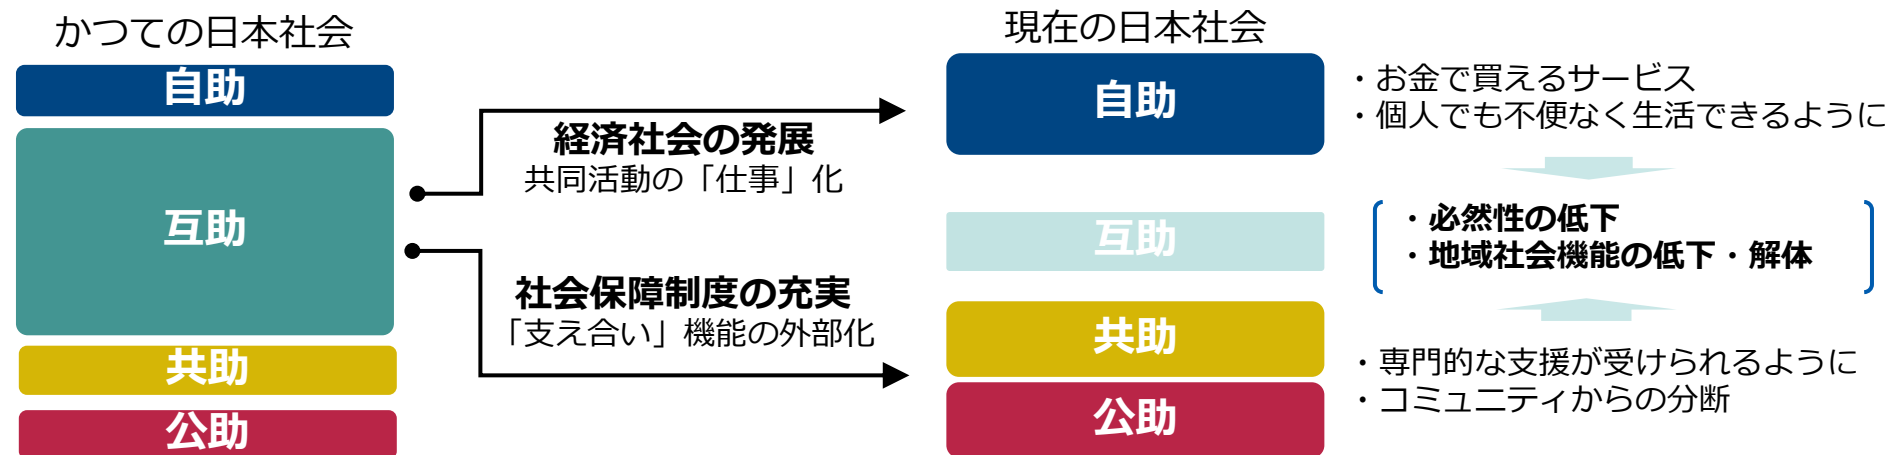 かつての日本社会
自助
互助
共助
公助
経済社会の発展
共同活動の「仕事」化
社会保障制度の充実
「支え合い」機能の外部化
現在の日本社会
自助
互助
共助
公助
・お金で買えるサービス
・個人でも不便なく生活できるように
・必然性の低下
・地域社会機能の低下・解体
・専門的な支援が受けられるように
・コミュニティからの分断